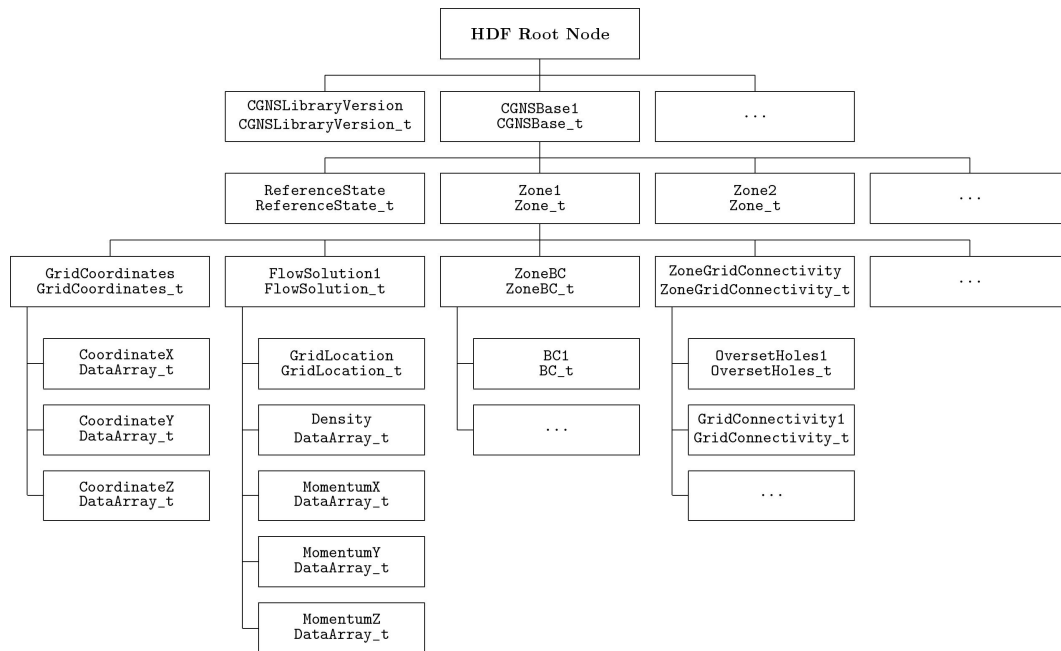 HDF Root Node
CGNSLibraryVersion
CGNSLibraryVersion_t
CGNSBase1
CGNSBase_t
...
ReferenceState
ReferenceState_t
Zone1
Zone_t
Zone2
Zone_t
...
GridCoordinates
GridCoordinates_t
FlowSolution1
FlowSolution_t
ZoneBC
ZoneBC_t
ZoneGridConnectivity
ZoneGridConnectivity_t
...
CoordinateX
DataArray_t
GridLocation
GridLocation_t
BC1
BC_t
OversetHoles1
OversetHoles_t
CoordinateY
DataArray_t
Density
DataArray_t
...
GridConnectivity1
GridConnectivity_t
CoordinateZ
DataArray_t
MomentumX
DataArray_t
...
MomentumY
DataArray_t
MomentumZ
DataArray_t